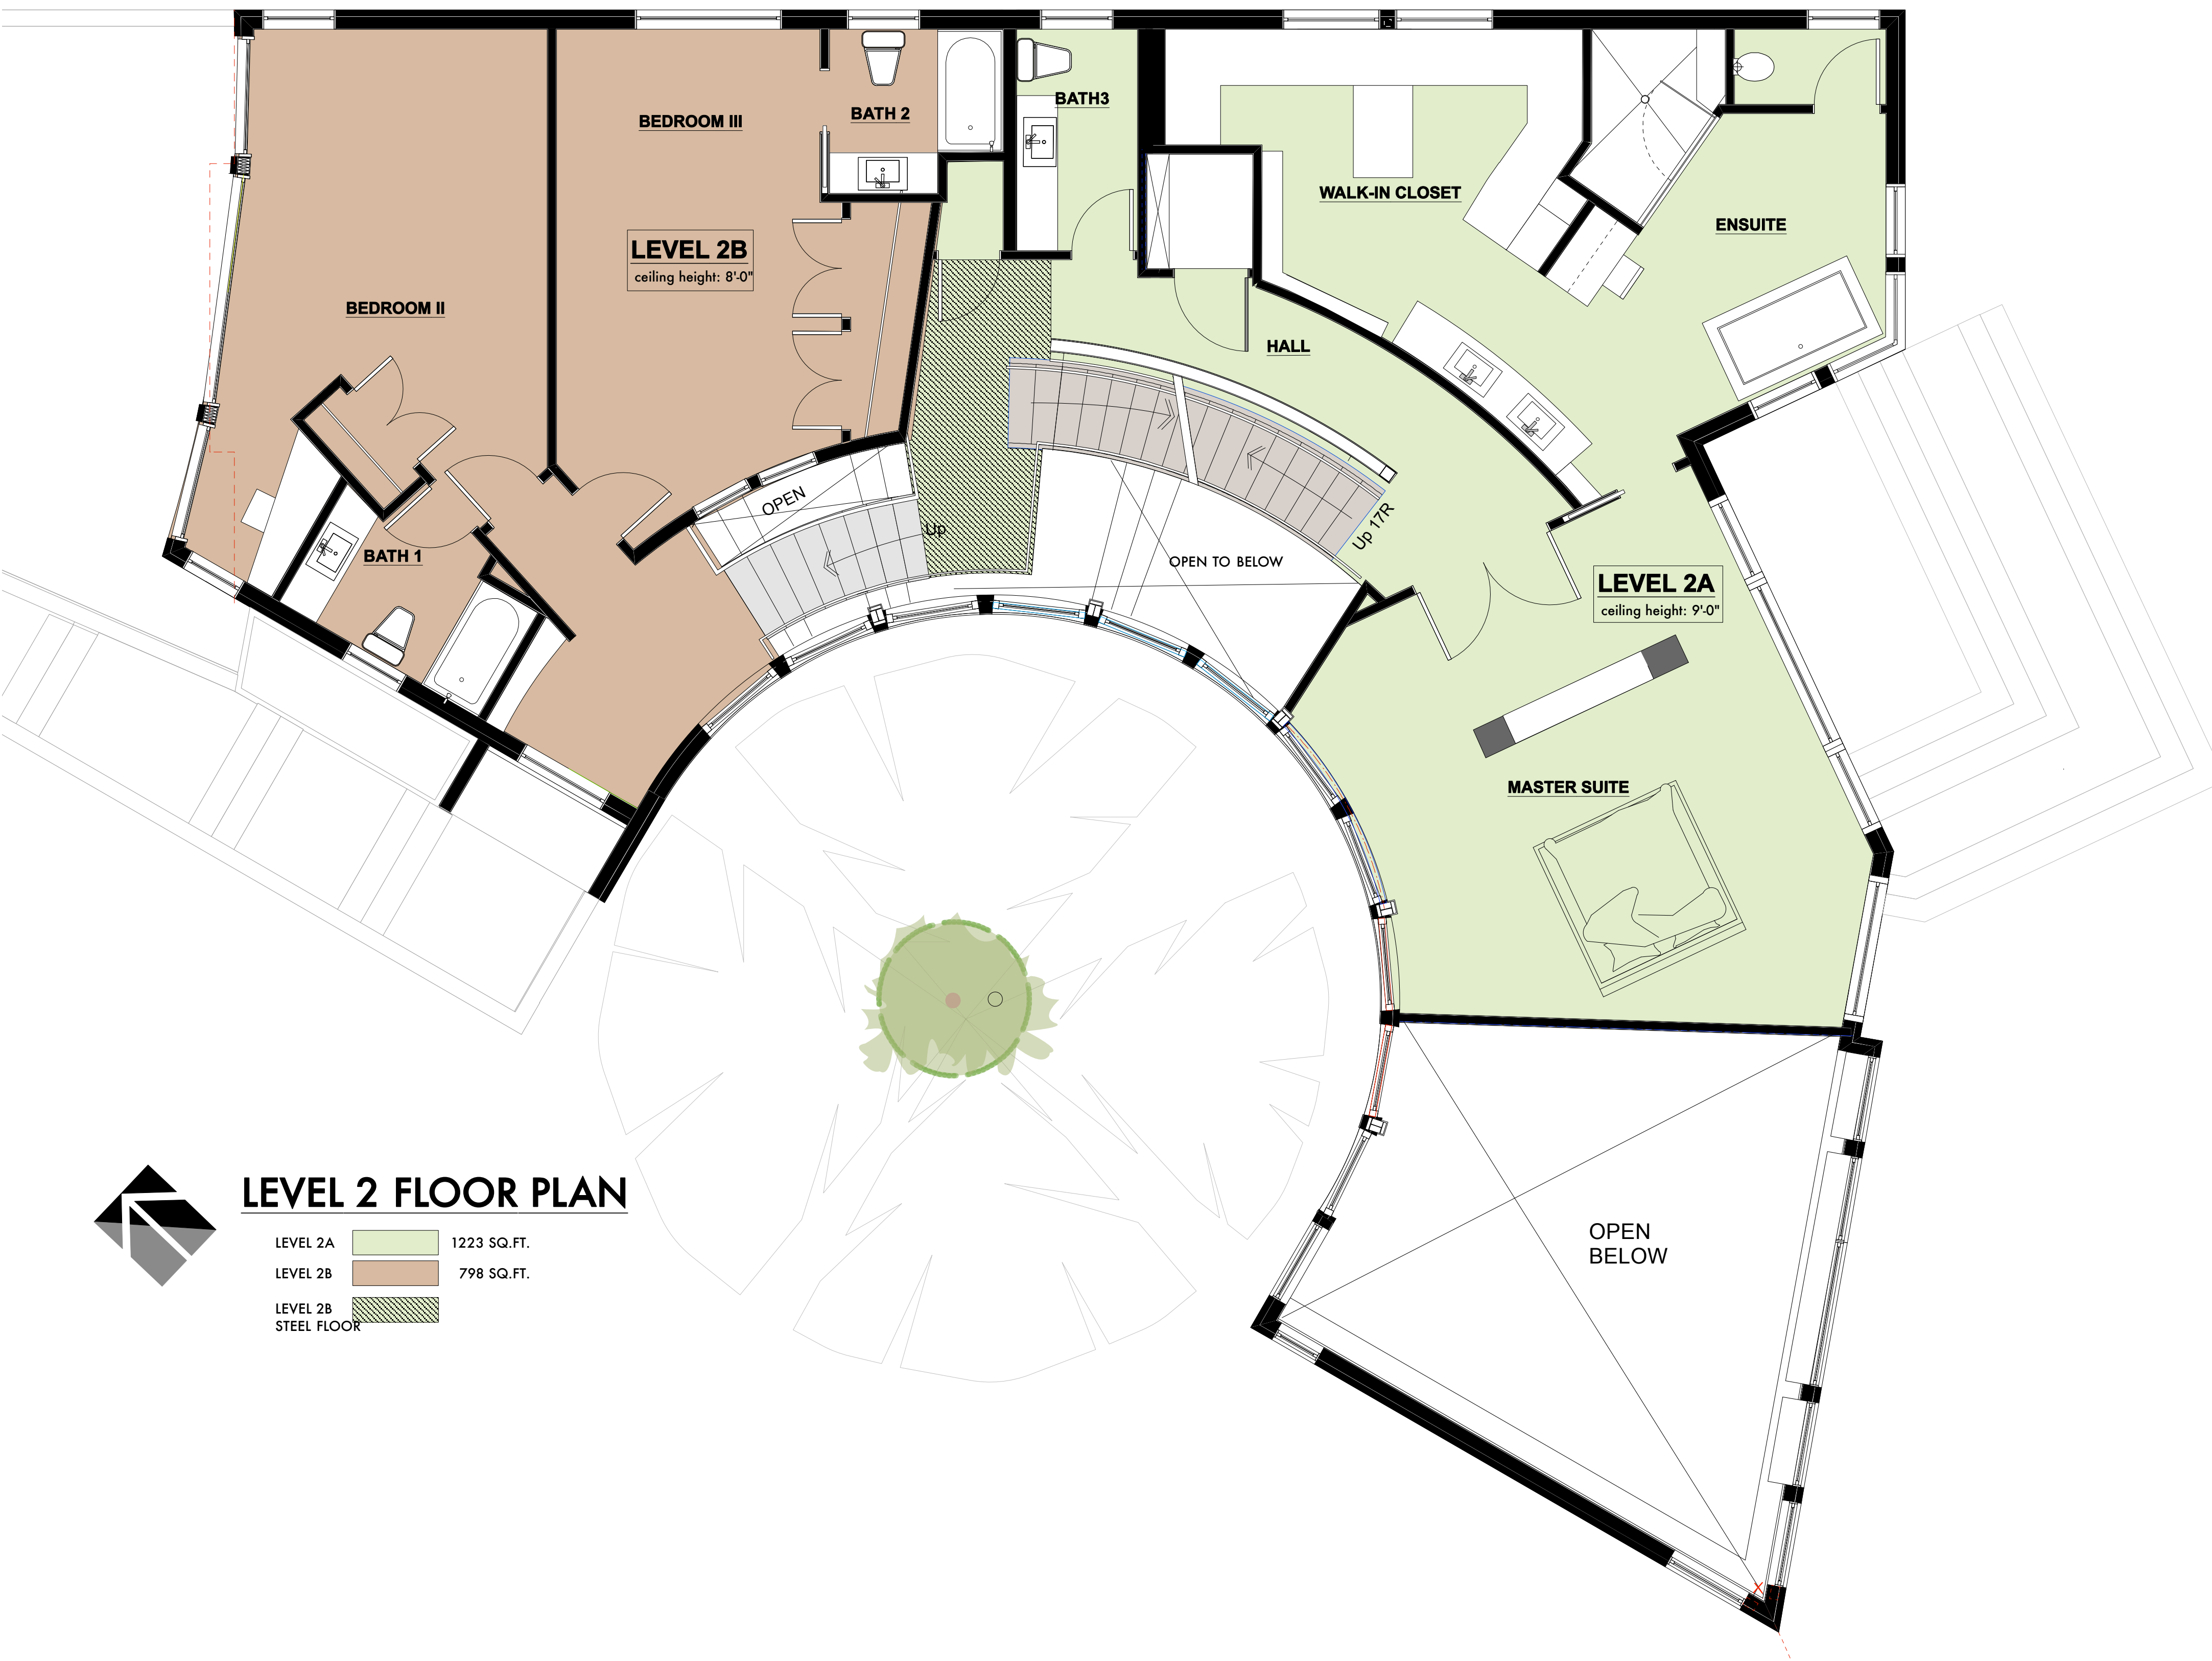 BEDROOM III
BATH 2
BATH3
WALK-IN CLOSET
ENSUITE
LEVEL 2B
ceiling height: 8'-0"
BEDROOM II
HALL
OPEN
Up
Up 17R
BATH 1
OPEN TO BELOW
LEVEL 2A
ceiling height: 9'-0"
MASTER SUITE
OPEN
BELOW
X
LEVEL 2 FLOOR PLAN
LEVEL 2A 1223 SQ.FT.
LEVEL 2B 798 SQ.FT.
LEVEL 2B
STEEL FLOOR